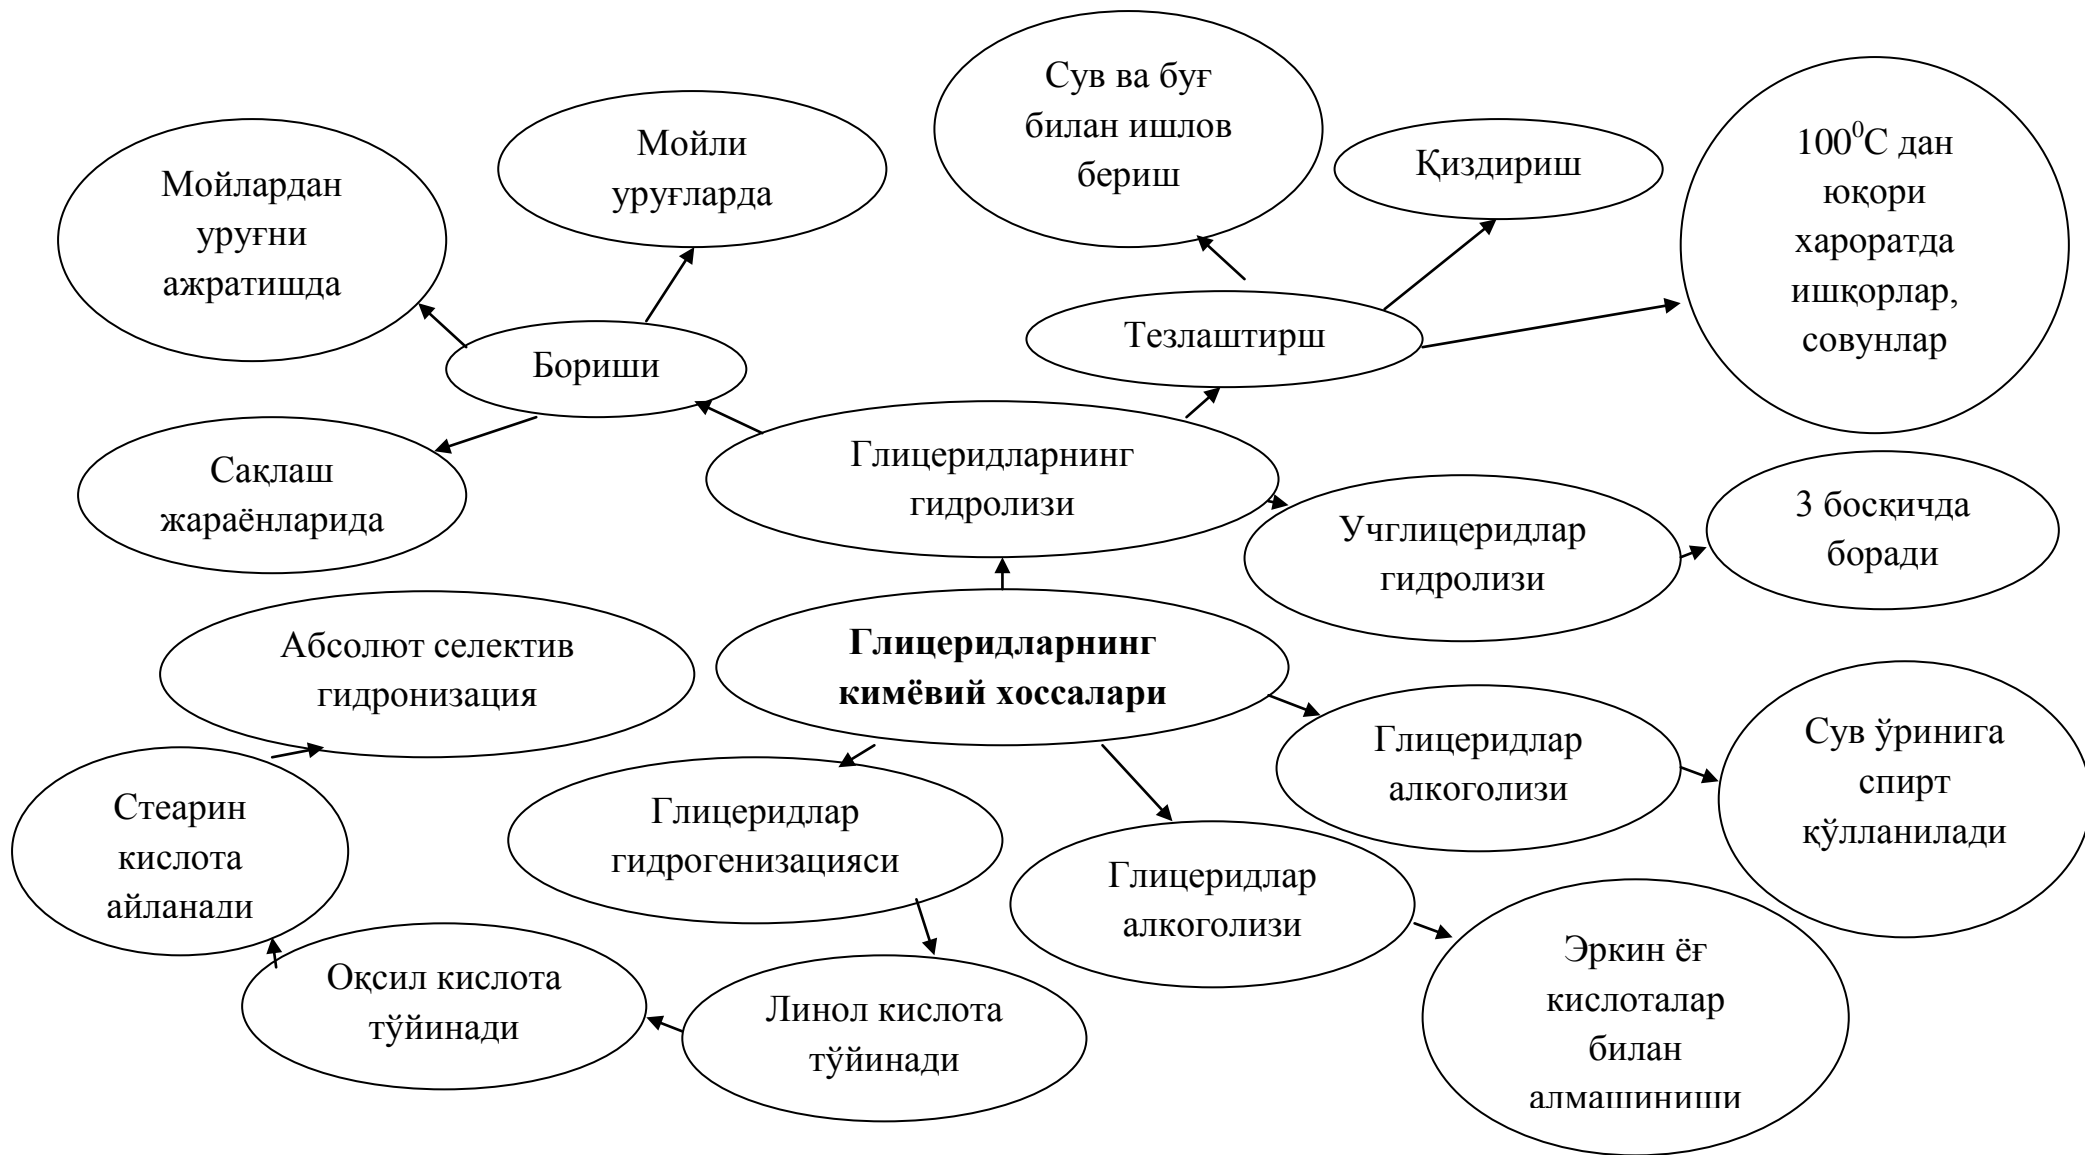 Сув ва буғ
билан ишлов
бериш
Мойли
уруғларда
Қиздириш
100⁰С дан
юқори
хароратда
ишқорлар,
совунлар
Мойлардан
уруғни
ажратишда
Тезлаштирш
Бориши
Глицеридларнинг
гидролизи
Сақлаш
жараёнларида
Учглицеридлар
гидролизи
3 босқичда
боради
Абсолют селектив
гидронизация
Глицеридларнинг
кимёвий хоссалари
Глицеридлар
алкоголизи
Сув ўринига
спирт
қўлланилади
Стеарин
кислота
айланади
Глицеридлар
гидрогенизацияси
Глицеридлар
алкоголизи
Оқсил кислота
тўйинади
Линол кислота
тўйинади
Эркин ёғ
кислоталар
билан
алмашиниши